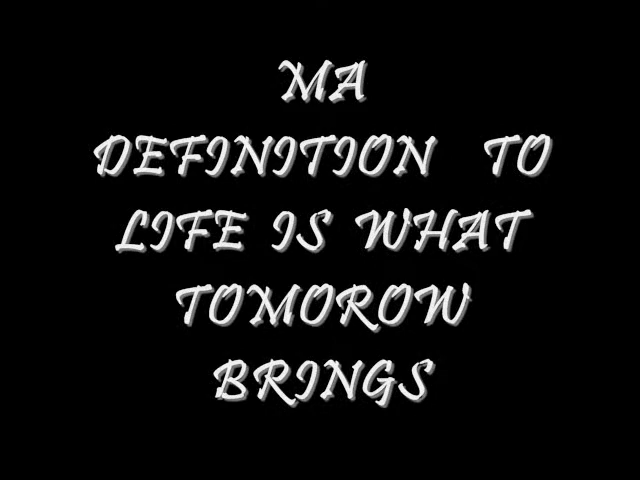 MA
DEFINITION TO
LIFE IS WHAT
TOMOROW
BRINGS